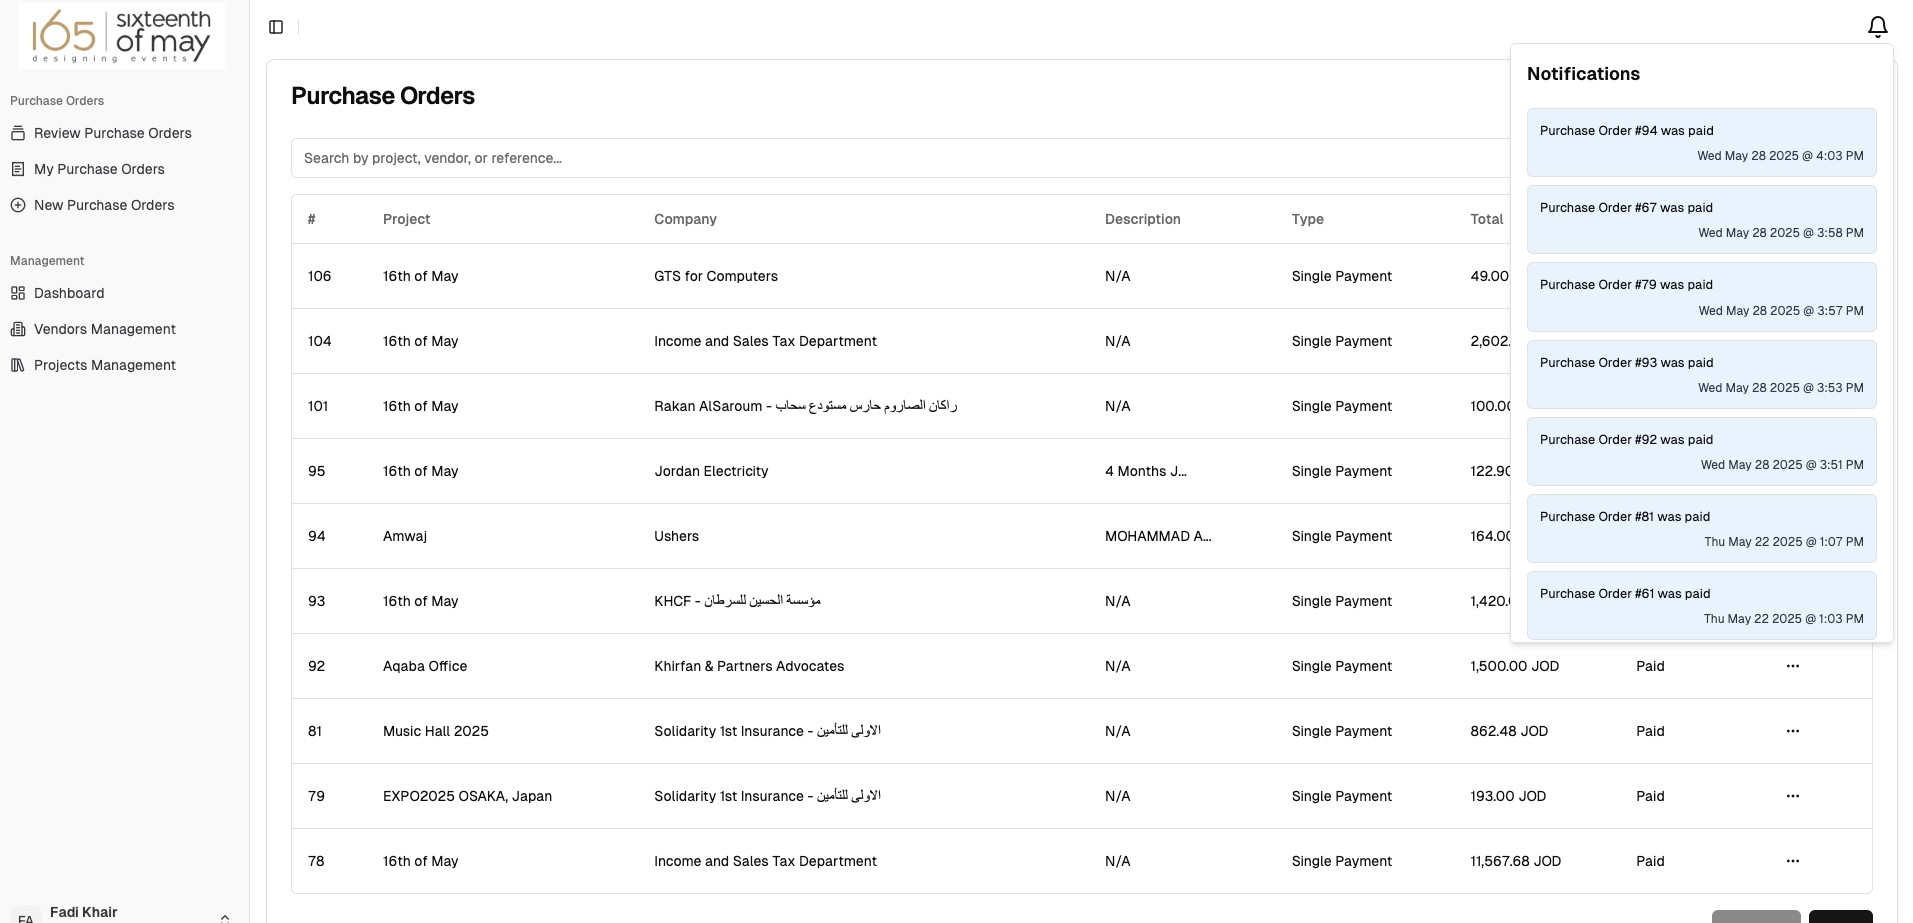 165 | sixteenth
of may
designing events
Purchase Orders
Review Purchase Orders
My Purchase Orders
New Purchase Orders
Management
Dashboard
Vendors Management
Projects Management
FA
Fadi Khair
Purchase Orders
Search by project, vendor, or reference...
# Project Company Description Type Total
106 16th of May GTS for Computers N/A Single Payment 49.00
104 16th of May Income and Sales Tax Department N/A Single Payment 2,602.
101 16th of May Rakan AlSaroum - راكان الصاروم حارس مستودع سحاب N/A Single Payment 100.00
95 16th of May Jordan Electricity 4 Months J... Single Payment 122.90
94 Amwaj Ushers MOHAMMAD A... Single Payment 164.00
93 16th of May KHCF - مؤسسة الحسين للسرطان N/A Single Payment 1,420.
92 Aqaba Office Khirfan & Partners Advocates N/A Single Payment 1,500.00 JOD Paid ...
81 Music Hall 2025 Solidarity 1st Insurance - الاولى للتأمين N/A Single Payment 862.48 JOD Paid ...
79 EXPO2025 OSAKA, Japan Solidarity 1st Insurance - الاولى للتأمين N/A Single Payment 193.00 JOD Paid ...
78 16th of May Income and Sales Tax Department N/A Single Payment 11,567.68 JOD Paid ...
Notifications
Purchase Order #94 was paid
Wed May 28 2025 @ 4:03 PM
Purchase Order #67 was paid
Wed May 28 2025 @ 3:58 PM
Purchase Order #79 was paid
Wed May 28 2025 @ 3:57 PM
Purchase Order #93 was paid
Wed May 28 2025 @ 3:53 PM
Purchase Order #92 was paid
Wed May 28 2025 @ 3:51 PM
Purchase Order #81 was paid
Thu May 22 2025 @ 1:07 PM
Purchase Order #61 was paid
Thu May 22 2025 @ 1:03 PM